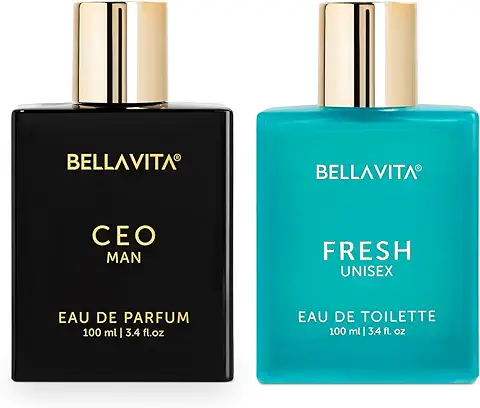 BELLAVITA®
CEO
MAN
EAU DE PARFUM
100 ml | 3.4 fl.oz
BELLAVITA®
FRESH
UNISEX
EAU DE TOILETTE
100 ml | 3.4 fl. oz